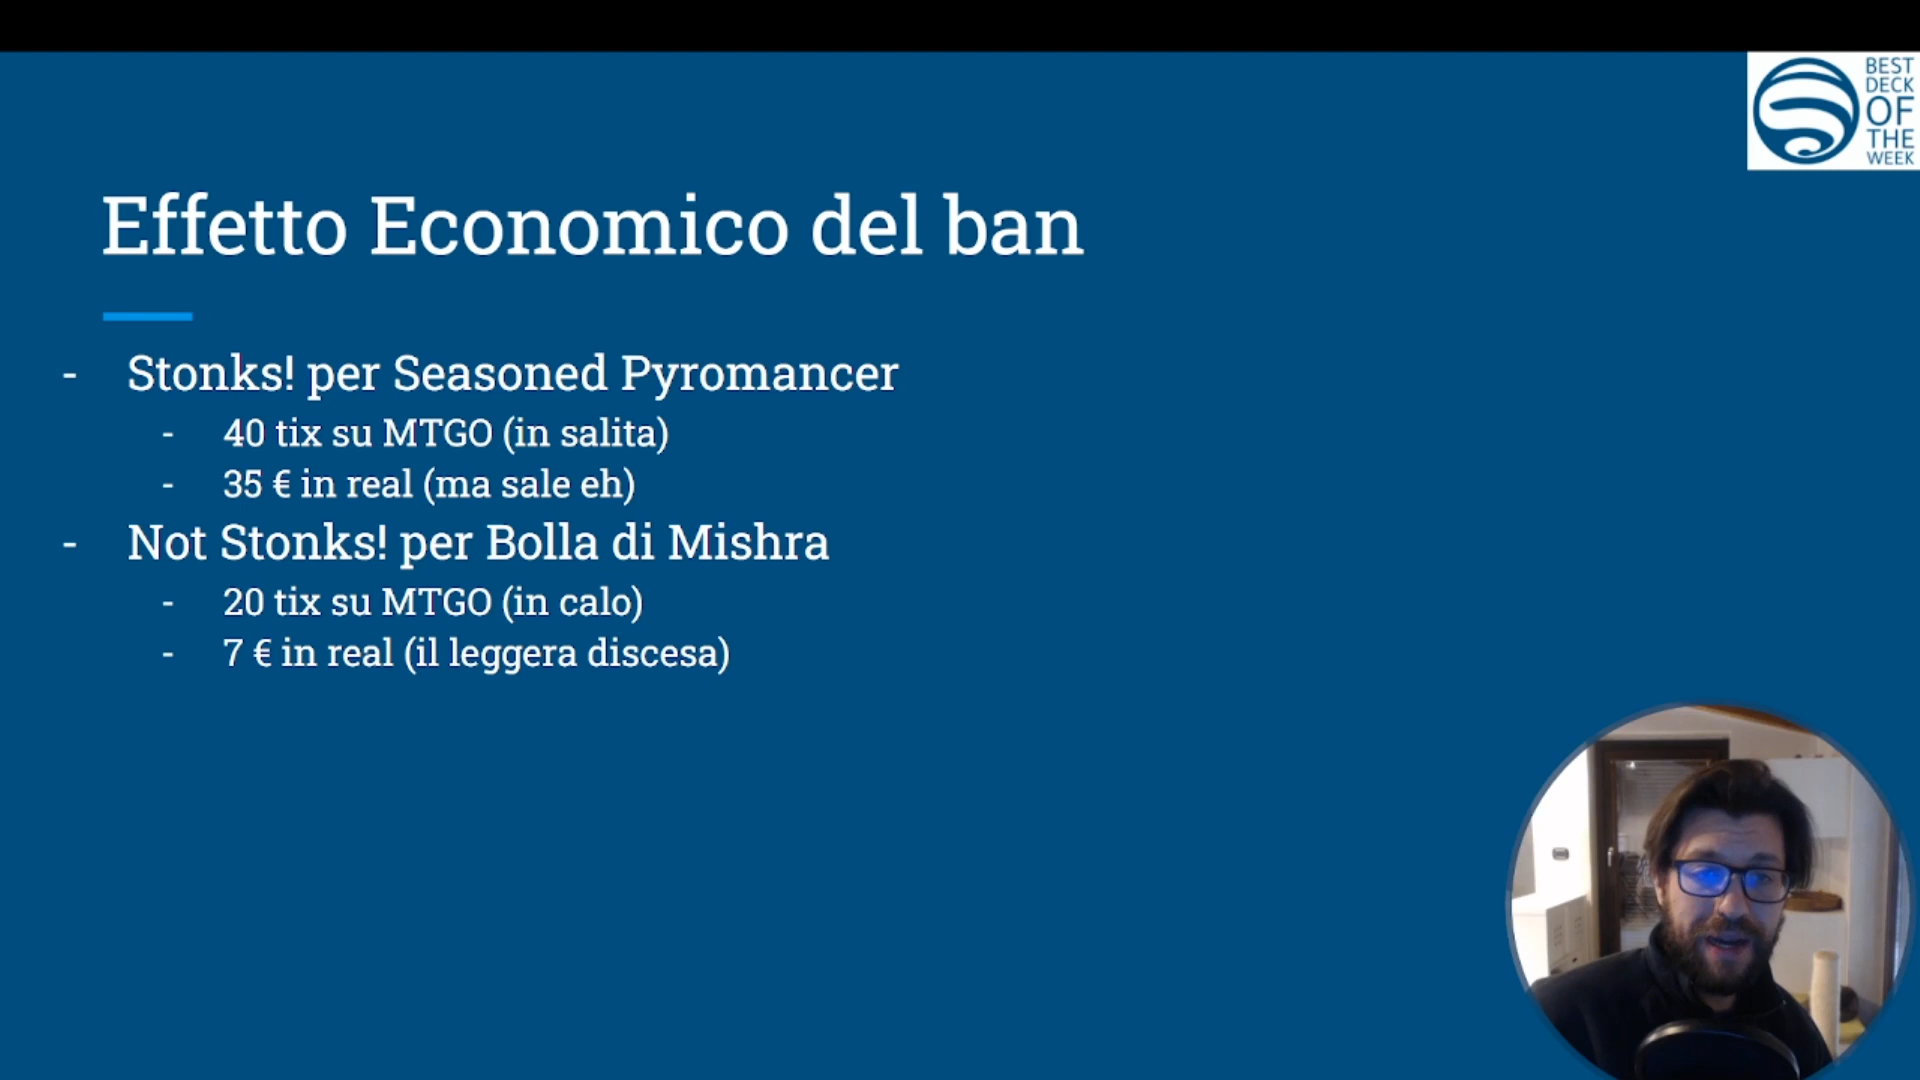 BEST
DECK
OF
THE
WEEK
Effetto Economico del ban
- Stonks! per Seasoned Pyromancer
- 40 tix su MTGO (in salita)
- 35 € in real (ma sale eh)
- Not Stonks! per Bolla di Mishra
- 20 tix su MTGO (in calo)
- 7 € in real (il leggera discesa)